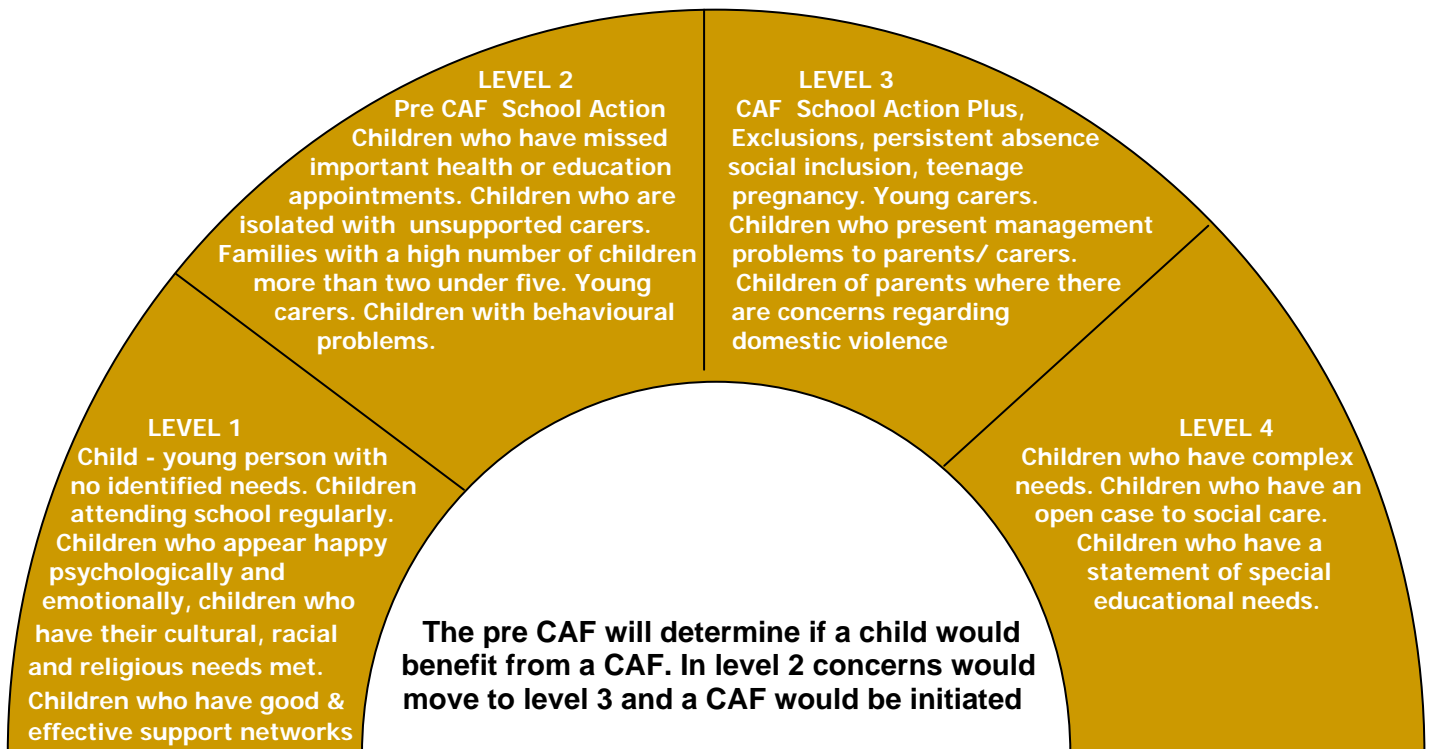 LEVEL 1
Child - young person with
no identified needs. Children
attending school regularly.
Children who appear happy
psychologically and
emotionally, children who
have their cultural, racial
and religious needs met.
Children who have good &
effective support networks
LEVEL 2
Pre CAF School Action
Children who have missed
important health or education
appointments. Children who are
isolated with unsupported carers.
Families with a high number of children
more than two under five. Young
carers. Children with behavioural
problems.
LEVEL 3
CAF School Action Plus,
Exclusions, persistent absence
social inclusion, teenage
pregnancy. Young carers.
Children who present management
problems to parents/ carers.
Children of parents where there
are concerns regarding
domestic violence
LEVEL 4
Children who have complex
needs. Children who have an
open case to social care.
Children who have a
statement of special
educational needs.
The pre CAF will determine if a child would
benefit from a CAF. In level 2 concerns would
move to level 3 and a CAF would be initiated